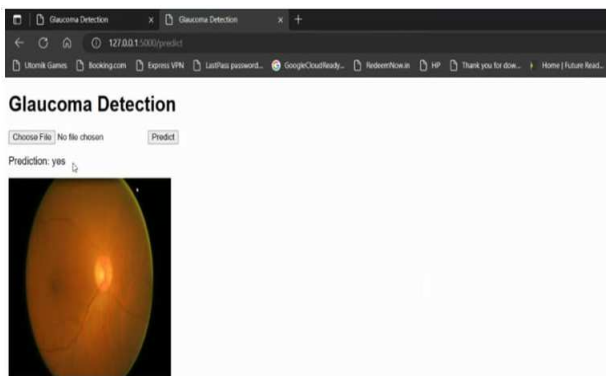 Glaucoma Detection × Glaucoma Detection × +
127.0.0.1:5000/predict
Utomik Games Booking.com Express VPN LastPass password... GoogleCloudReady... RedeemNow.in HP Thank you for dow... Home | Future Read...
Glaucoma Detection
Choose File No file chosen Predict
Prediction: yes